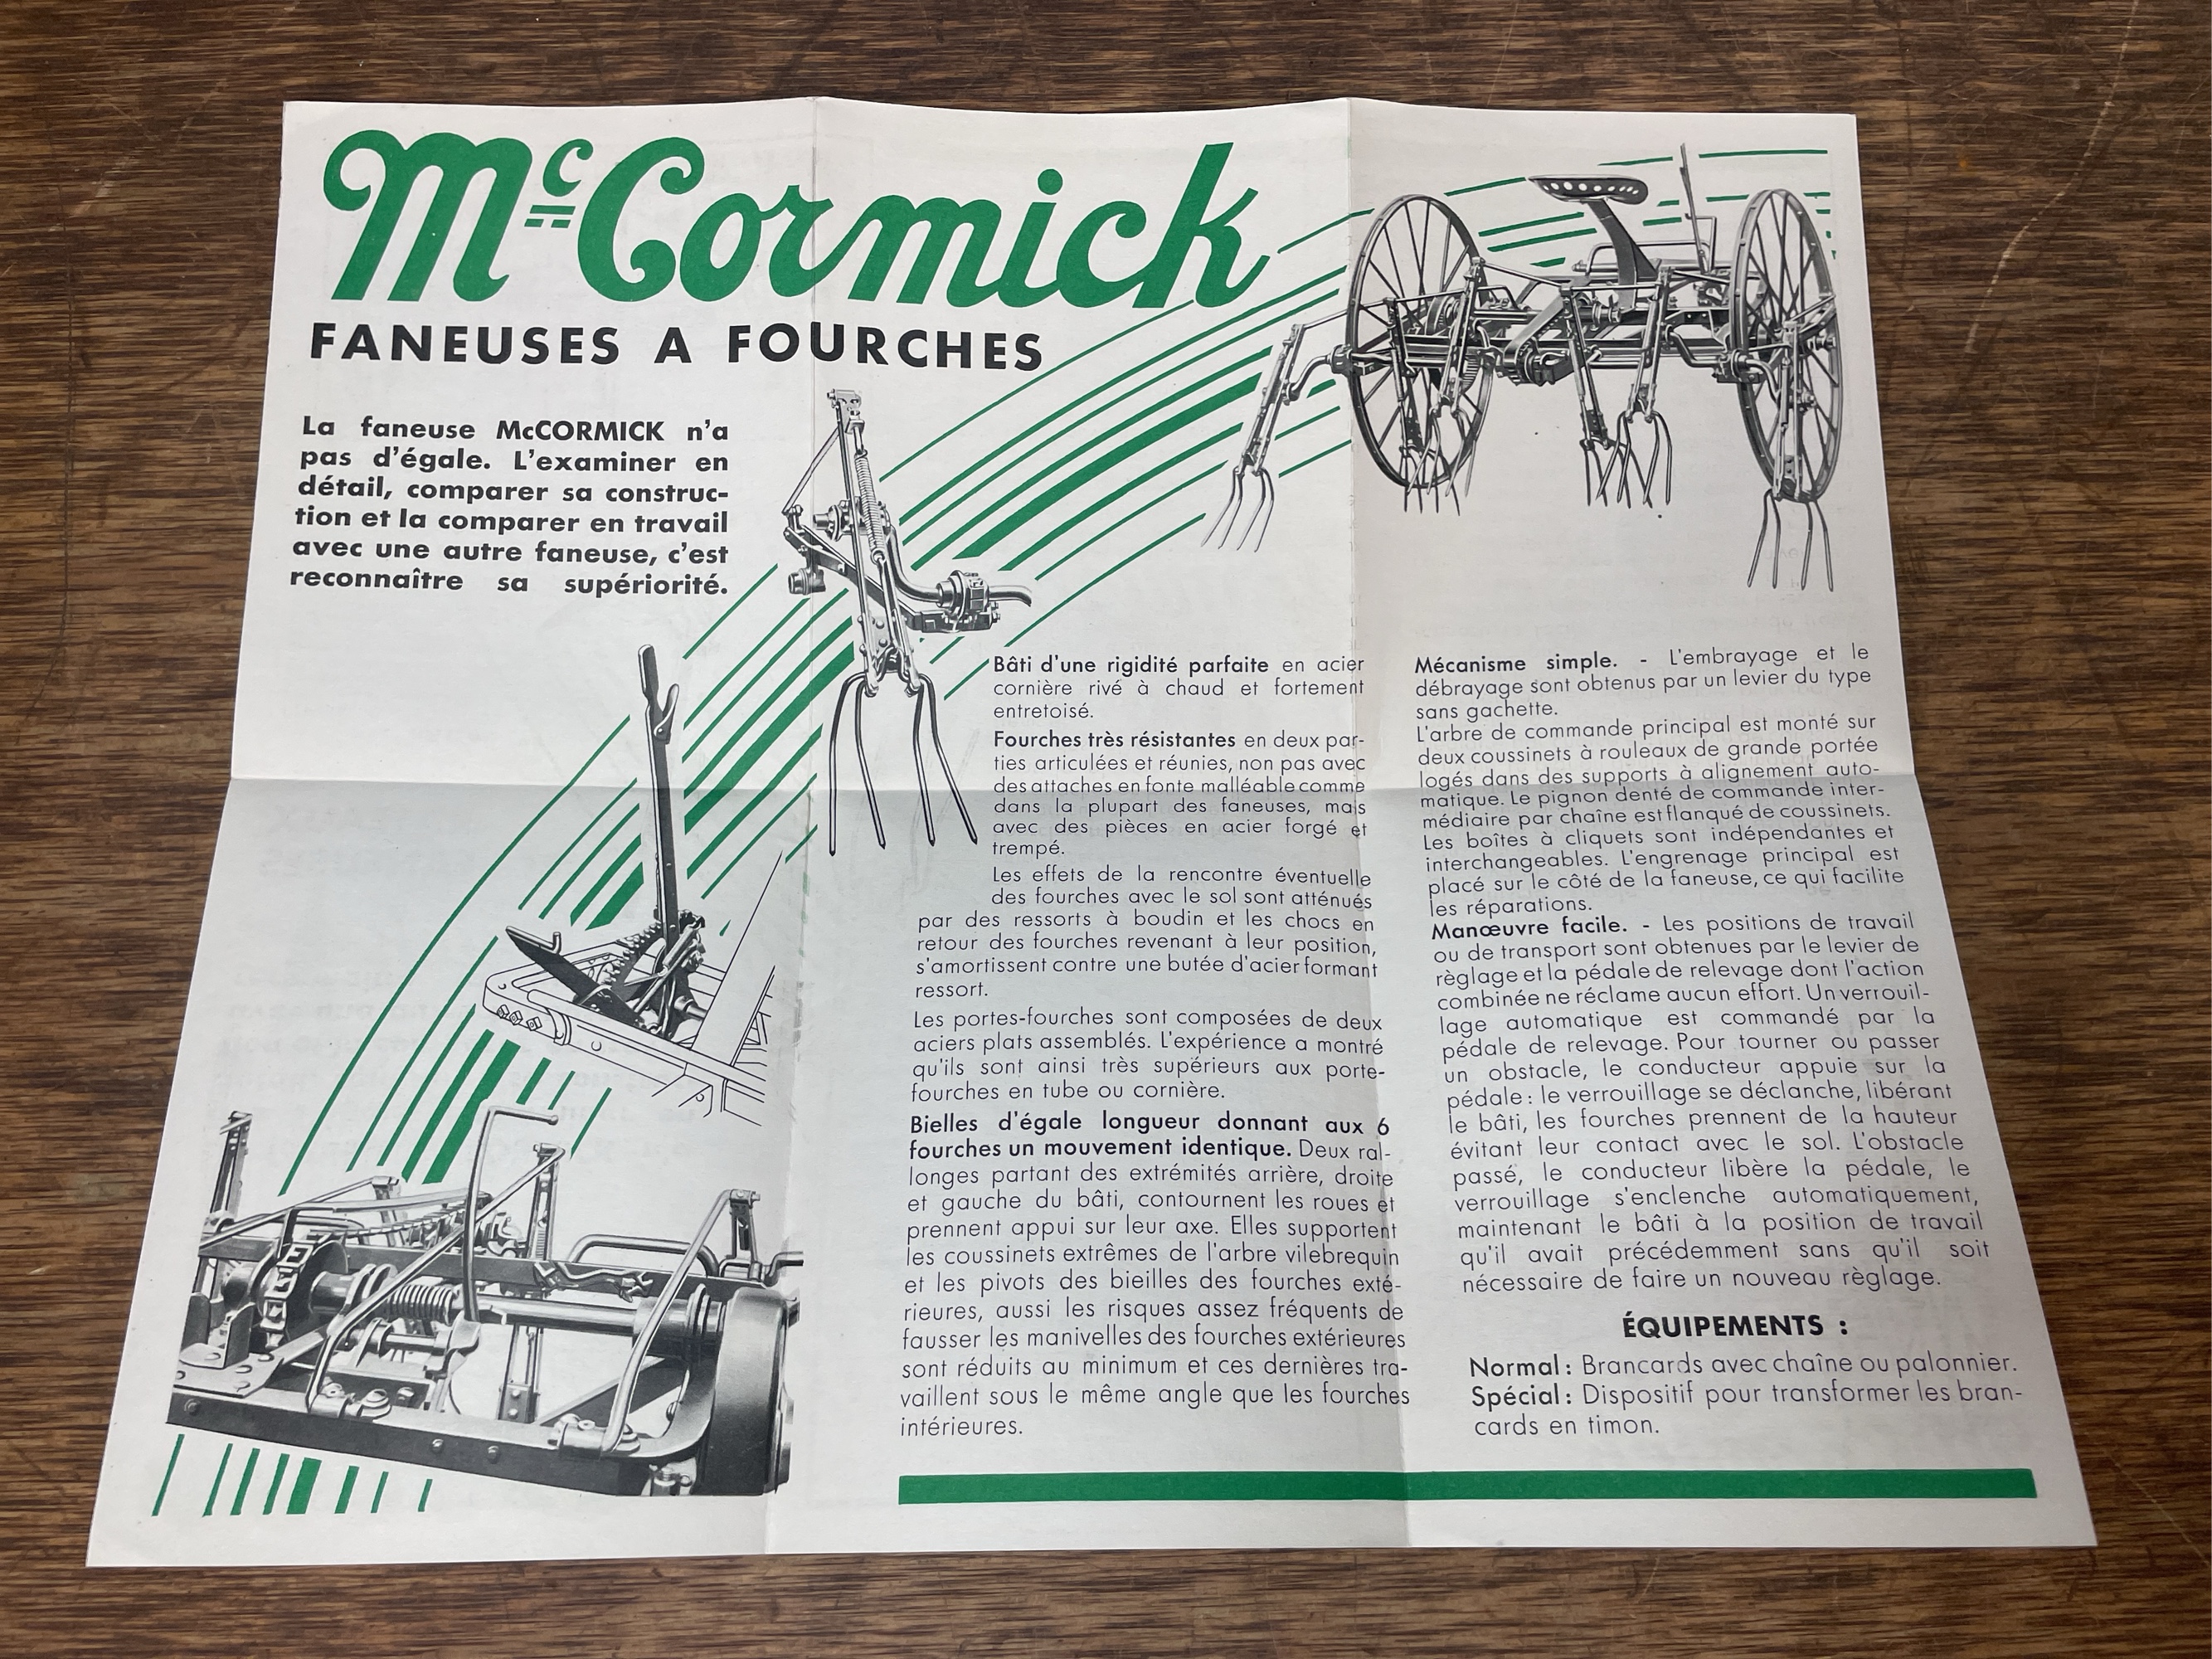 McCormick
FANEUSES A FOURCHES
La faneuse McCORMICK n'a
pas d'égale. L'examiner en
détail, comparer sa construc-
tion et la comparer en travail
avec une autre faneuse, c'est
reconnaître sa supériorité.
Bâti d'une rigidité parfaite en acier
cornière rivé à chaud et fortement
entretoisé.
Fourches très résistantes en deux par-
ties articulées et réunies, non pas avec
des attaches en fonte malléable comme
dans la plupart des faneuses, mais
avec des pièces en acier forgé et
trempé.
Les effets de la rencontre éventuelle
des fourches avec le sol sont atténués
par des ressorts à boudin et les chocs en
retour des fourches revenant à leur position,
s'amortissent contre une butée d'acier formant
ressort.
Les portes-fourches sont composées de deux
aciers plats assemblés. L'expérience a montré
qu'ils sont ainsi très supérieurs aux porte-
fourches en tube ou cornière.
Bielles d'égale longueur donnant aux 6
fourches un mouvement identique. Deux ral-
longes partant des extrémités arrière, droite
et gauche du bâti, contournent les roues et
prennent appui sur leur axe. Elles supportent
les coussinets extrêmes de l'arbre vilebrequin
et les pivots des bieilles des fourches exté-
rieures, aussi les risques assez fréquents de
fausser les manivelles des fourches extérieures
sont réduits au minimum et ces dernières tra-
vaillent sous le même angle que les fourches
intérieures.
Mécanisme simple. - L'embrayage et le
débrayage sont obtenus par un levier du type
sans gachette.
L'arbre de commande principal est monté sur
deux coussinets à rouleaux de grande portée
logés dans des supports à alignement auto-
matique. Le pignon denté de commande inter-
médiaire par chaîne est flanqué de coussinets.
Les boîtes à cliquets sont indépendantes et
interchangeables. L'engrenage principal est
placé sur le côté de la faneuse, ce qui facilite
les réparations.
Manœuvre facile. - Les positions de travail
ou de transport sont obtenues par le levier de
règlage et la pédale de relevage dont l'action
combinée ne réclame aucun effort. Un verrouil-
lage automatique est commandé par la
pédale de relevage. Pour tourner ou passer
un obstacle, le conducteur appuie sur la
pédale : le verrouillage se déclanche, libérant
le bâti, les fourches prennent de la hauteur
évitant leur contact avec le sol. L'obstacle
passé, le conducteur libère la pédale, le
verrouillage s'enclenche automatiquement,
maintenant le bâti à la position de travail
qu'il avait précédemment sans qu'il soit
nécessaire de faire un nouveau règlage.
ÉQUIPEMENTS :
Normal : Brancards avec chaîne ou palonnier.
Spécial : Dispositif pour transformer les bran-
cards en timon.